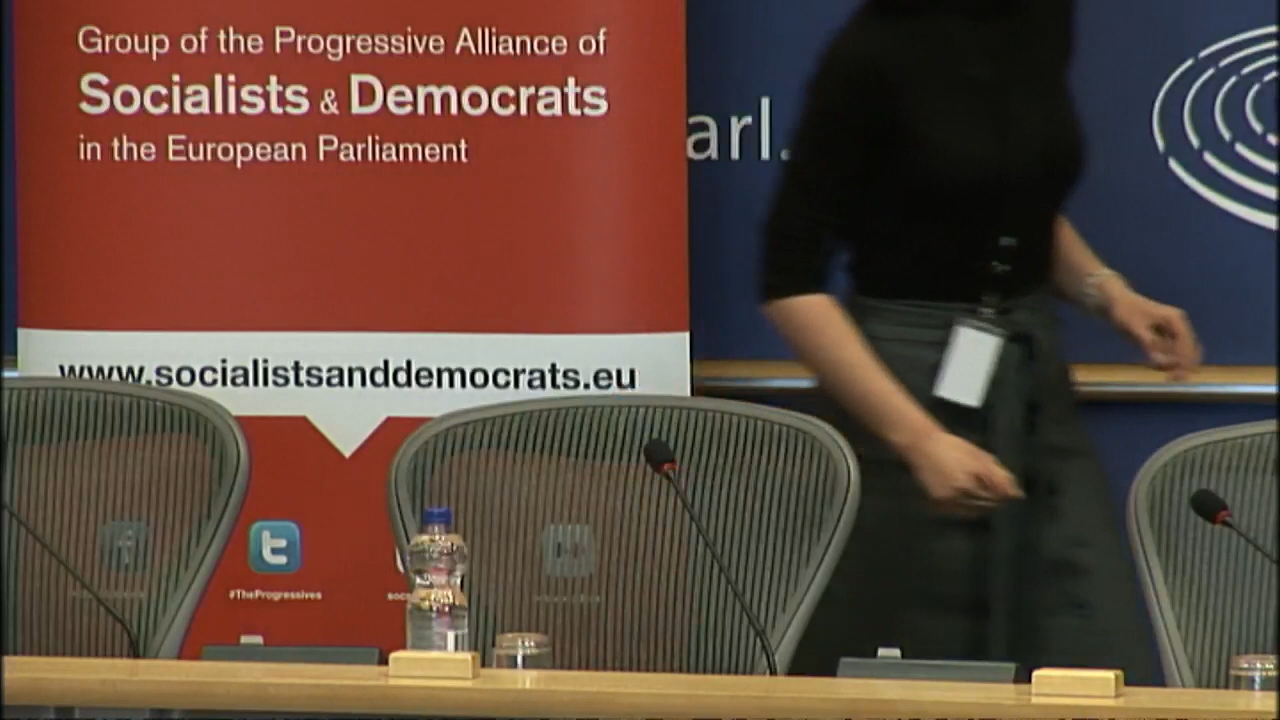 Group of the Progressive Alliance of
Socialists & Democrats
in the European Parliament
arl.
www.socialistsanddemocrats.eu
#TheProgressives